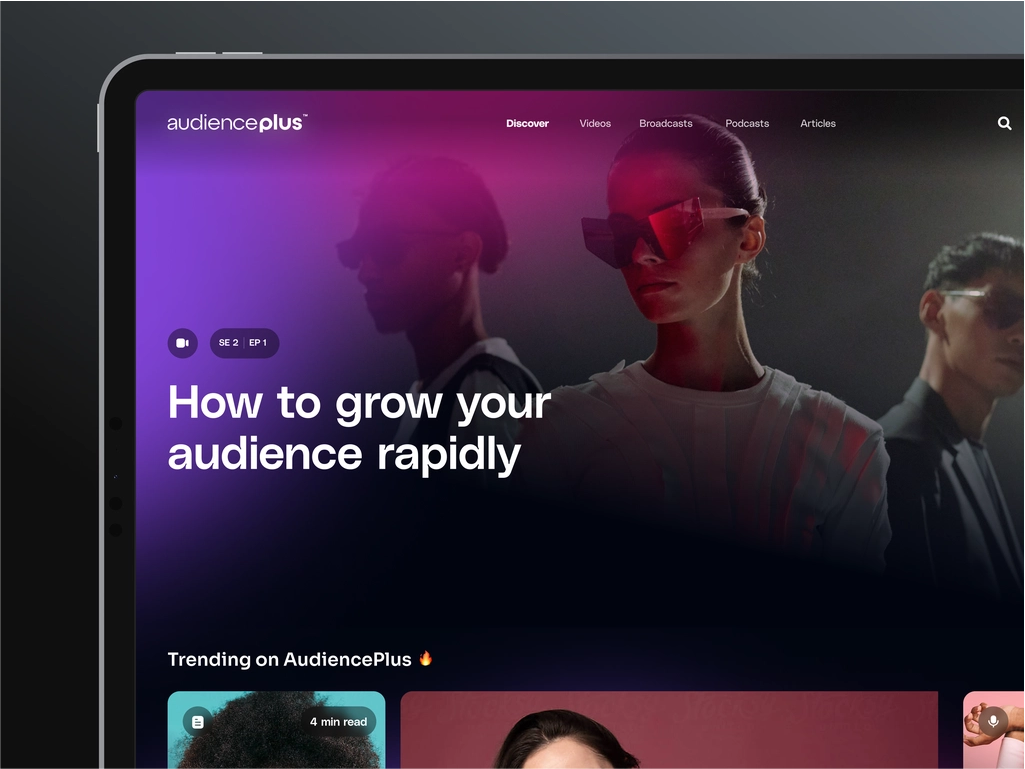 audienceplus™
Discover Videos Broadcasts Podcasts Articles
SE 2 EP 1
How to grow your
audience rapidly
Trending on AudiencePlus 🔥
4 min read